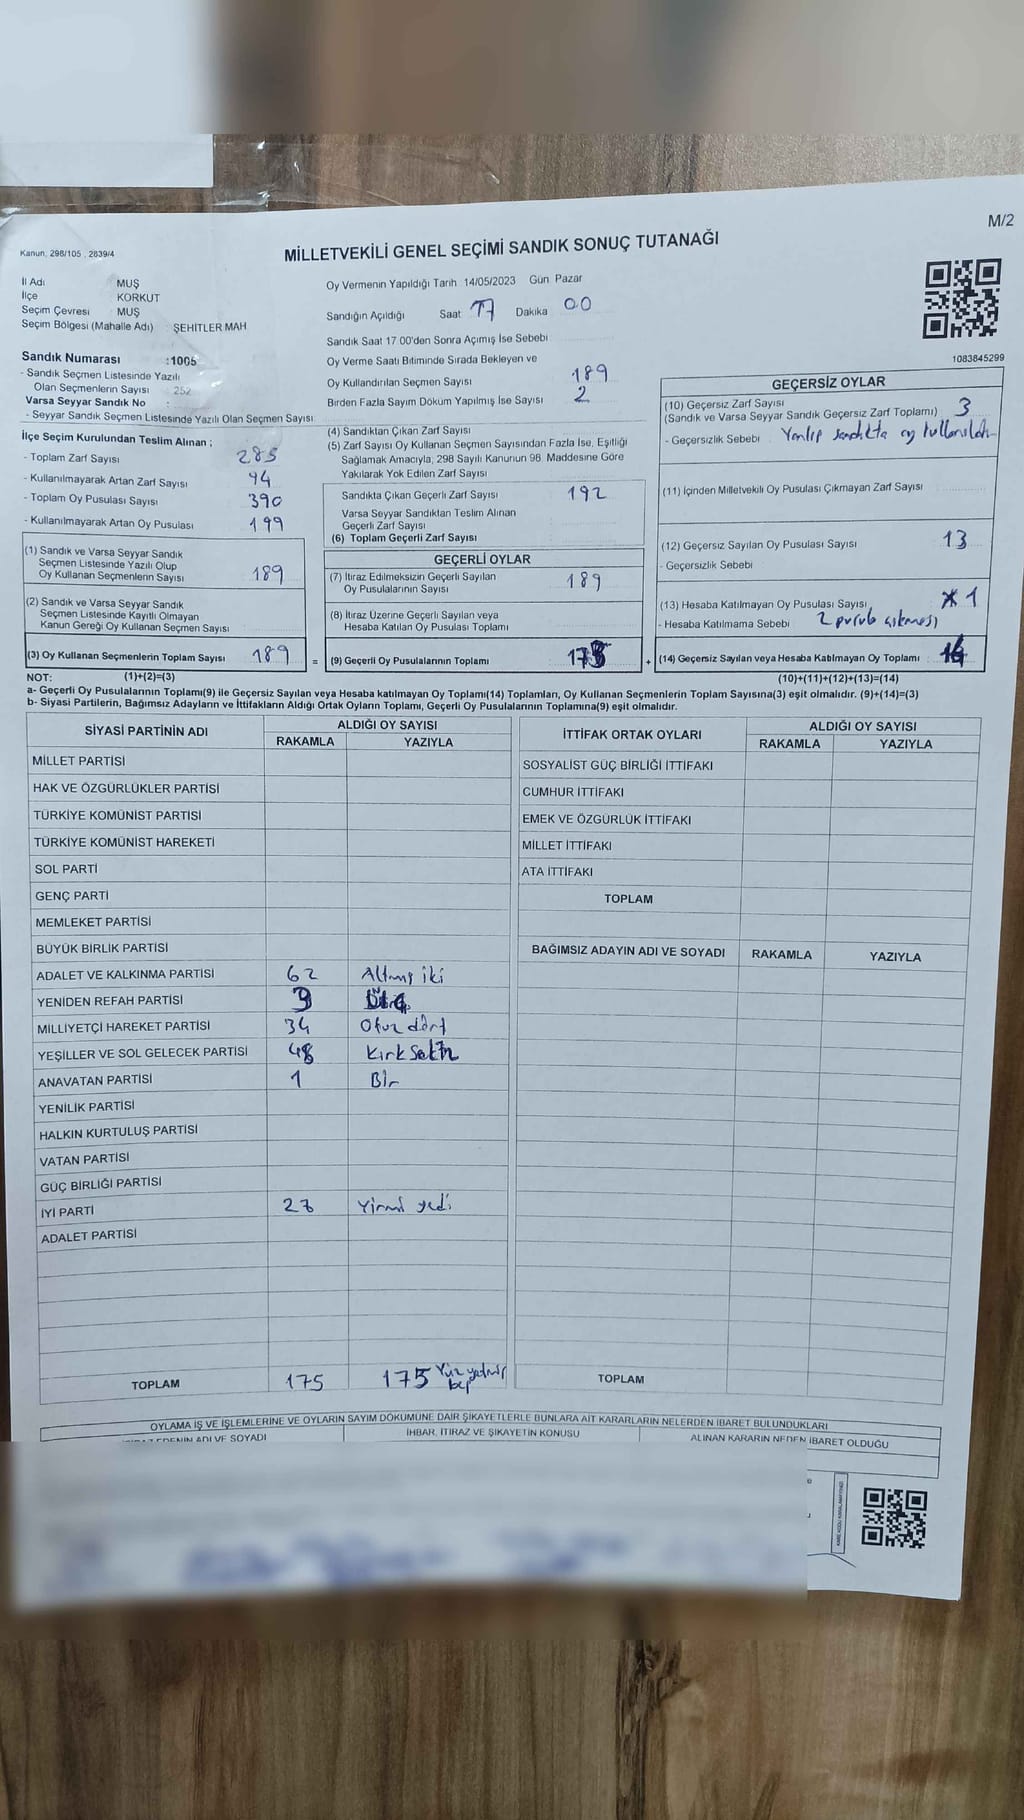 M/2
Kanun. 298/105 , 2839/4
MİLLETVEKİLİ GENEL SEÇİMİ SANDIK SONUÇ TUTANAĞI
İl Adı : MUŞ
İlçe : KORKUT
Seçim Çevresi : MUŞ
Seçim Bölgesi (Mahalle Adı) : ŞEHİTLER MAH
Sandık Numarası :1005
- Sandık Seçmen Listesinde Yazılı
Olan Seçmenlerin Sayısı : 252
Varsa Seyyar Sandık No :
- Seyyar Sandık Seçmen Listesinde Yazılı Olan Seçmen Sayısı
Oy Vermenin Yapıldığı Tarih 14/05/2023 Gün Pazar
Sandığın Açıldığı Saat 17 Dakika 00
Sandık Saat 17 00'den Sonra Açımış İse Sebebi
Oy Verme Saati Bitiminde Sırada Bekleyen ve
Oy Kullandırılan Seçmen Sayısı 189
Birden Fazla Sayım Döküm Yapılmış İse Sayısı 2
1083845299
İlçe Seçim Kurulundan Teslim Alınan ;
- Toplam Zarf Sayısı 285
- Kullanılmayarak Artan Zarf Sayısı 94
- Toplam Oy Pusulası Sayısı 390
- Kullanılmayarak Artan Oy Pusulası 199
(1) Sandık ve Varsa Seyyar Sandık
Seçmen Listesinde Yazılı Olup
Oy Kullanan Seçmenlerin Sayısı 189
(2) Sandık ve Varsa Seyyar Sandık
Seçmen Listesinde Kayıtlı Olmayan
Kanun Gereği Oy Kullanan Seçmen Sayısı
(3) Oy Kullanan Seçmenlerin Toplam Sayısı 189
(4) Sandıktan Çıkan Zarf Sayısı
(5) Zarf Sayısı Oy Kullanan Seçmen Sayısından Fazla İse, Eşitliği
Sağlamak Amacıyla, 298 Sayılı Kanunun 98. Maddesine Göre
Yakılarak Yok Edilen Zarf Sayısı
Sandıkta Çıkan Geçerli Zarf Sayısı 192
Varsa Seyyar Sandıktan Teslim Alınan
Geçerli Zarf Sayısı
(6) Toplam Geçerli Zarf Sayısı
GEÇERLİ OYLAR
(7) İtiraz Edilmeksizin Geçerli Sayılan
Oy Pusulalarının Sayısı 189
(8) İtiraz Üzerine Geçerli Sayılan veya
Hesaba Katılan Oy Pusulası Toplamı
= (9) Geçerli Oy Pusulalarının Toplamı 175
GEÇERSİZ OYLAR
(10) Geçersiz Zarf Sayısı
(Sandık ve Varsa Seyyar Sandık Geçersiz Zarf Toplamı) 3
- Geçersizlik Sebebi Yanlış sandıkta oy kullanıldı
(11) İçinden Milletvekili Oy Pusulası Çıkmayan Zarf Sayısı
(12) Geçersiz Sayılan Oy Pusulası Sayısı 13
- Geçersizlik Sebebi
(13) Hesaba Katılmayan Oy Pusulası Sayısı 1
- Hesaba Katılmama Sebebi 2 pusula çıkması
+ (14) Geçersiz Sayılan veya Hesaba Katılmayan Oy Toplamı 14
NOT: (1)+(2)=(3) (10)+(11)+(12)+(13)=(14)
a- Geçerli Oy Pusulalarının Toplamı(9) ile Geçersiz Sayılan veya Hesaba katılmayan Oy Toplamı(14) Toplamları, Oy Kullanan Seçmenlerin Toplam Sayısına(3) eşit olmalıdır. (9)+(14)=(3)
b- Siyasi Partilerin, Bağımsız Adayların ve İttifakların Aldığı Ortak Oyların Toplamı, Geçerli Oy Pusulalarının Toplamına(9) eşit olmalıdır.
SİYASİ PARTİNİN ADI ALDIĞI OY SAYISI
RAKAMLA YAZIYLA
MİLLET PARTİSİ
HAK VE ÖZGÜRLÜKLER PARTİSİ
TÜRKİYE KOMÜNİST PARTİSİ
TÜRKİYE KOMÜNİST HAREKETİ
SOL PARTİ
GENÇ PARTİ
MEMLEKET PARTİSİ
BÜYÜK BİRLİK PARTİSİ
ADALET VE KALKINMA PARTİSİ 62 Altmış iki
YENİDEN REFAH PARTİSİ 3 Üç
MİLLİYETÇİ HAREKET PARTİSİ 34 Otuz dört
YEŞİLLER VE SOL GELECEK PARTİSİ 48 Kırk Sekiz
ANAVATAN PARTİSİ 1 Bir
YENİLİK PARTİSİ
HALKIN KURTULUŞ PARTİSİ
VATAN PARTİSİ
GÜÇ BİRLİĞİ PARTİSİ
İYİ PARTİ 27 Yirmi yedi
ADALET PARTİSİ
TOPLAM 175 175 Yüz yetmiş
beş
İTTİFAK ORTAK OYLARI ALDIĞI OY SAYISI
RAKAMLA YAZIYLA
SOSYALİST GÜÇ BİRLİĞİ İTTİFAKI
CUMHUR İTTİFAKI
EMEK VE ÖZGÜRLÜK İTTİFAKI
MİLLET İTTİFAKI
ATA İTTİFAKI
TOPLAM
BAĞIMSIZ ADAYIN ADI VE SOYADI RAKAMLA YAZIYLA
TOPLAM
OYLAMA İŞ VE İŞLEMLERİNE VE OYLARIN SAYIM DÖKÜMÜNE DAİR ŞİKAYETLERLE BUNLARA AİT KARARLARIN NELERDEN İBARET BULUNDUKLARI
ADI VE SOYADI İHBAR, İTİRAZ VE ŞİKAYETİN KONUSU ALINAN KARARIN NEDEN İBARET OLDUĞU